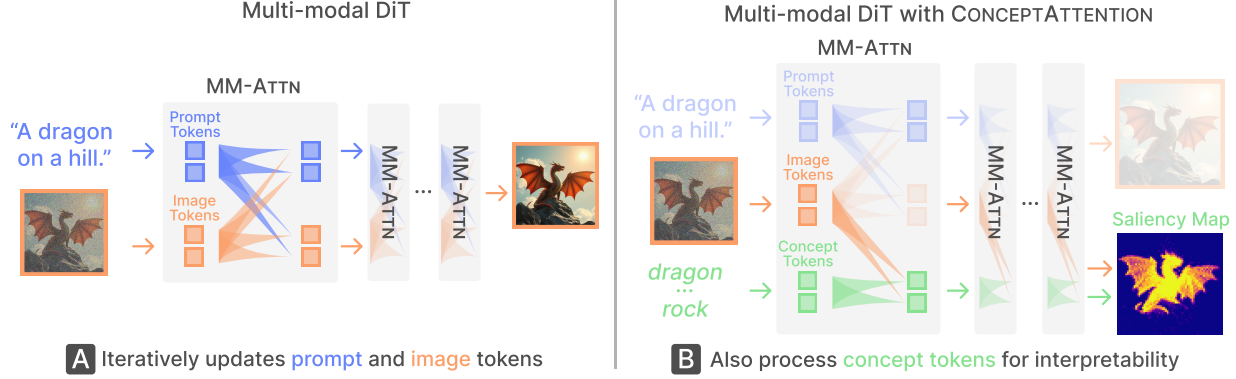 Multi-modal DiT
MM-ATTN
"A dragon
on a hill."
Prompt
Tokens
Image
Tokens
MM-ATTN
...
MM-ATTN
A Iteratively updates prompt and image tokens
Multi-modal DiT with CONCEPTATTENTION
MM-ATTN
"A dragon
on a hill."
Prompt
Tokens
Image
Tokens
Concept
Tokens
dragon
...
rock
MM-ATTN
...
MM-ATTN
Saliency Map
B Also process concept tokens for interpretability